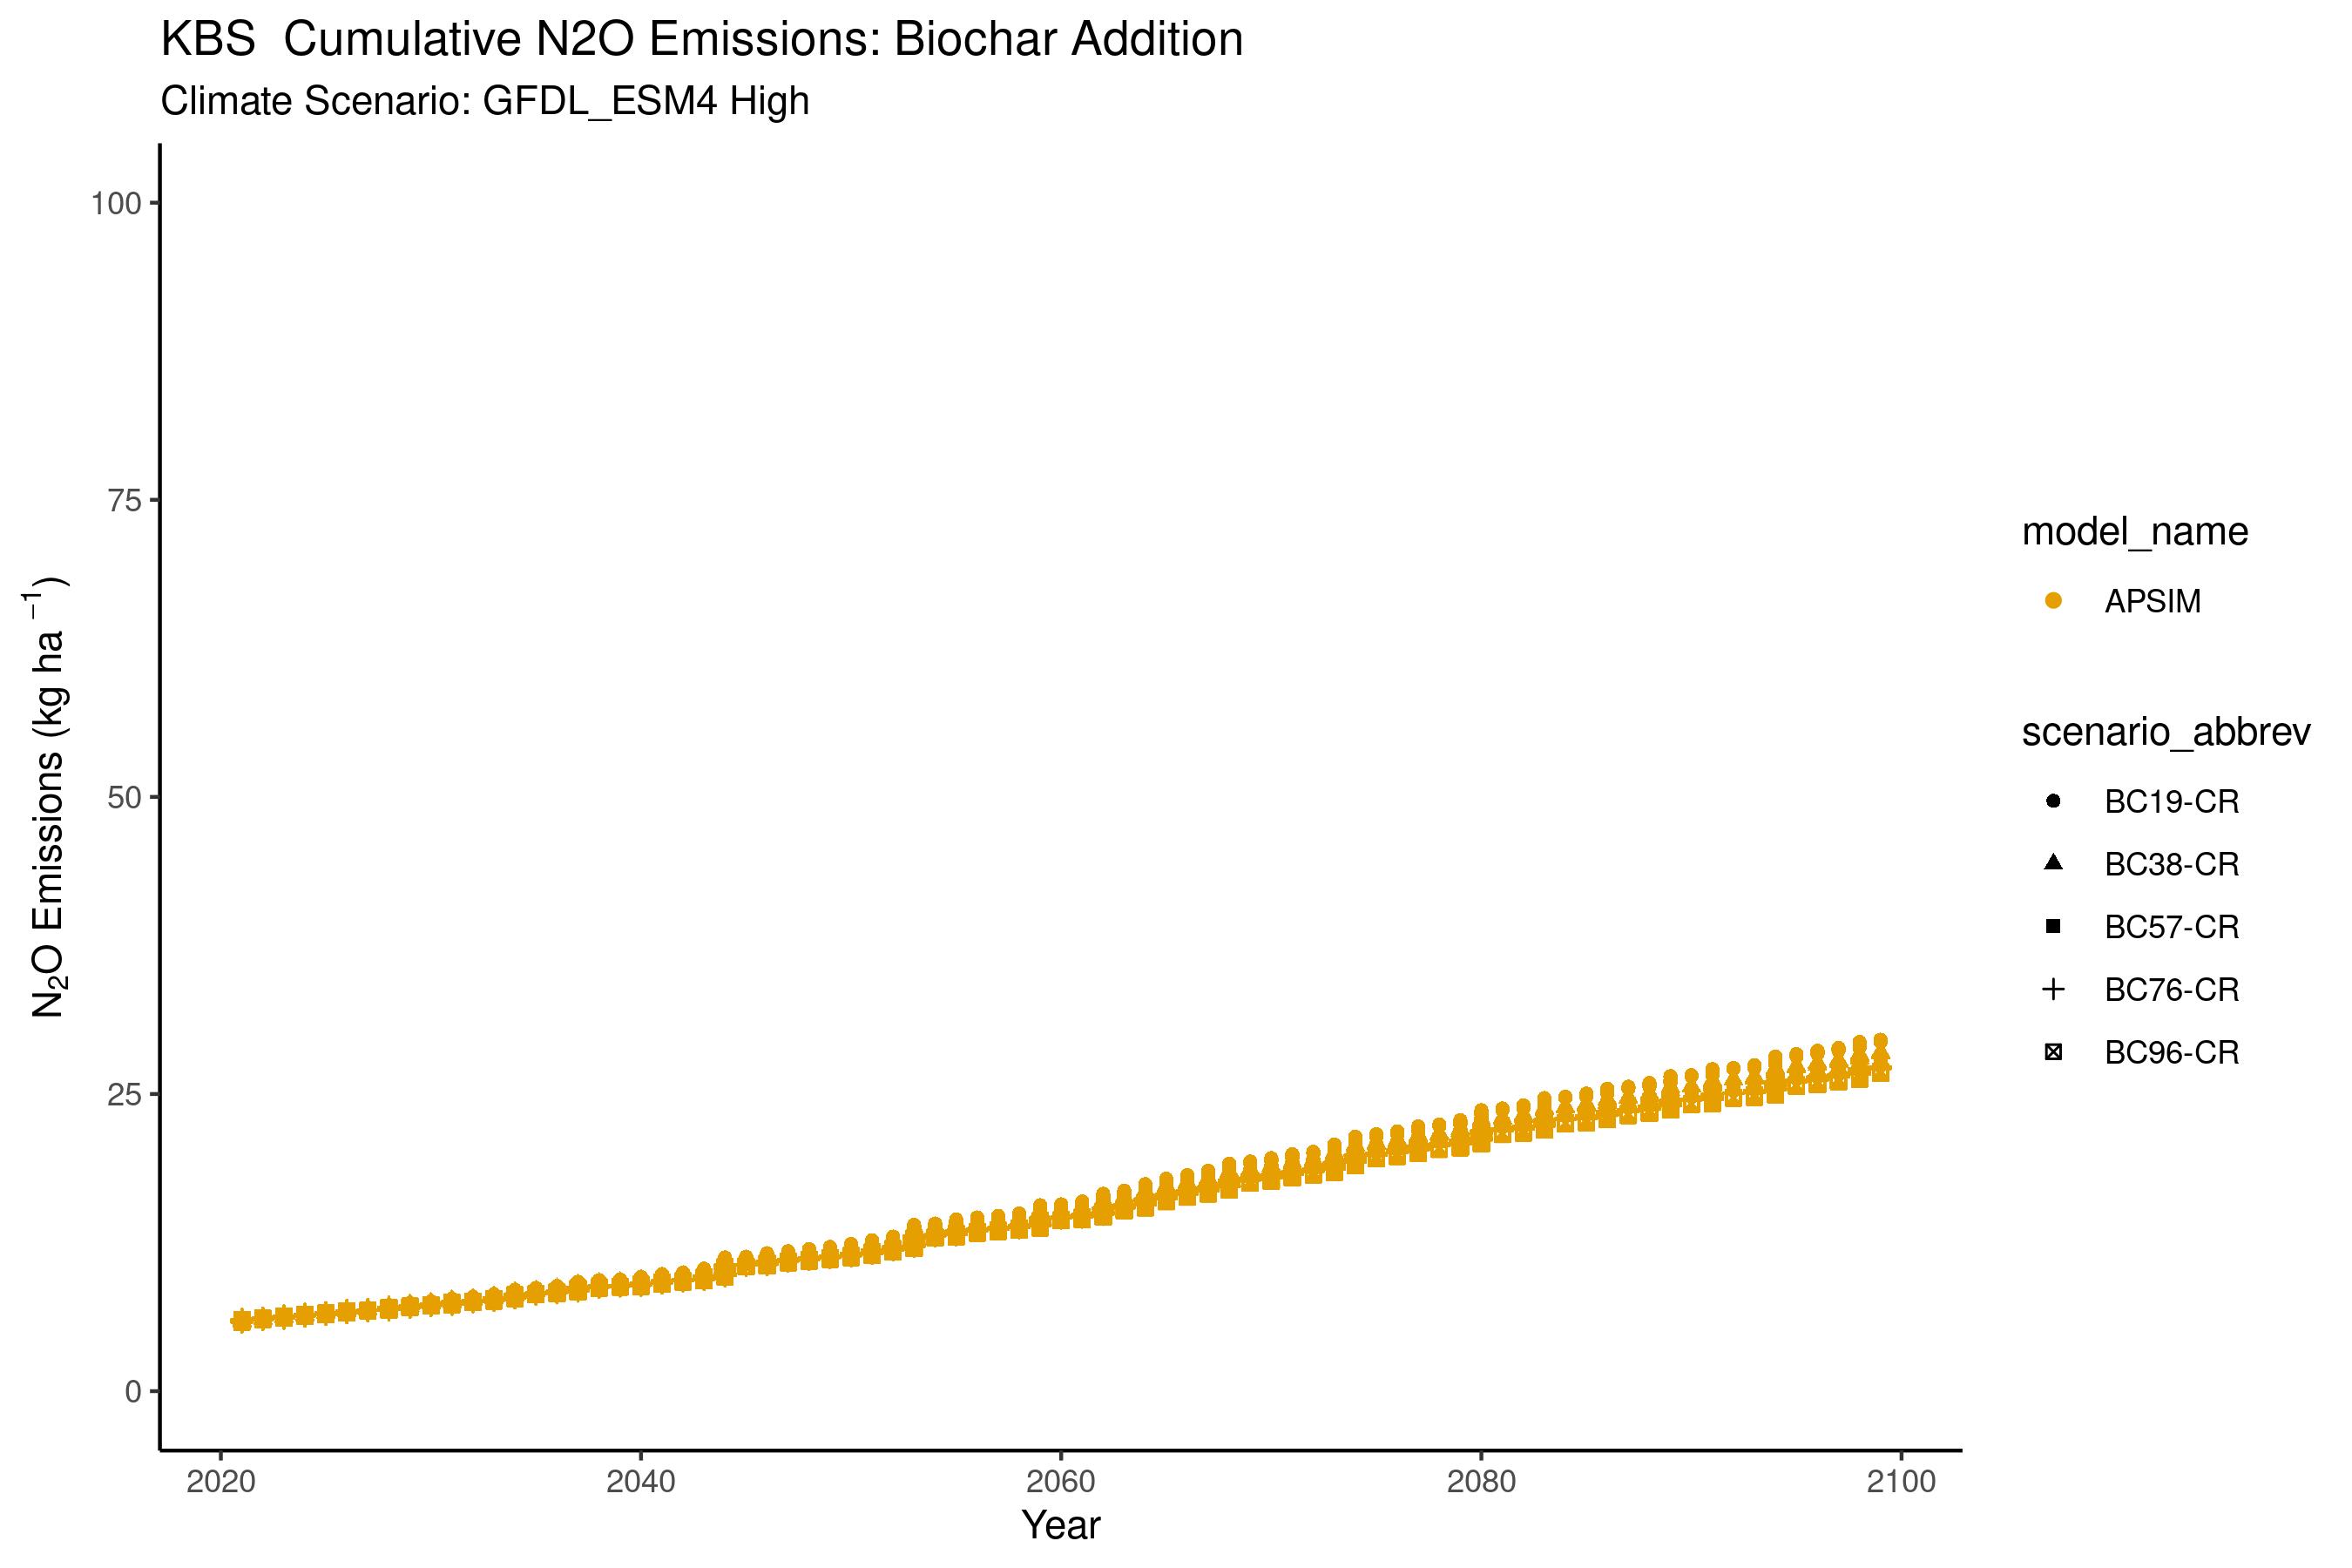 KBS  Cumulative N2O Emissions: Biochar Addition
Climate Scenario: GFDL_ESM4 High
N₂O Emissions (kg ha⁻¹)
100
75
50
25
0
2020 2040 2060 2080 2100
Year
model_name
APSIM
scenario_abbrev
BC19-CR
BC38-CR
BC57-CR
BC76-CR
BC96-CR